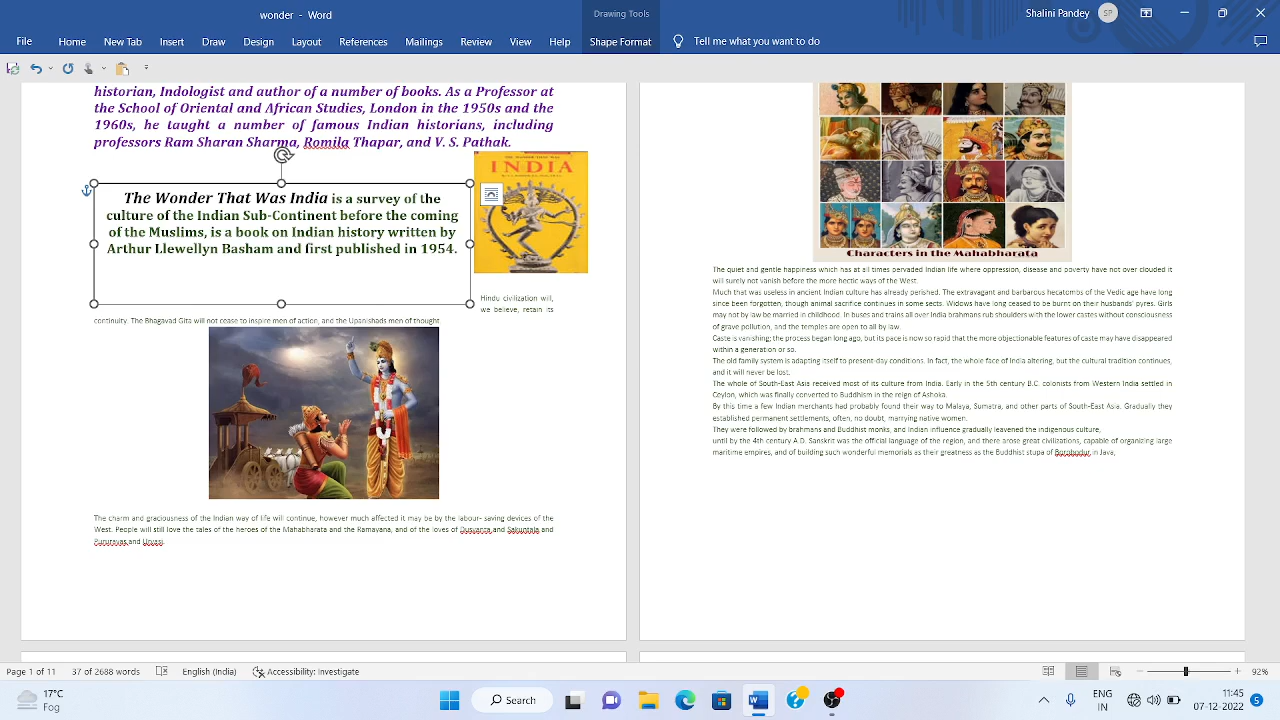 wonder - Word
Drawing Tools
Shalini Pandey
SP
File
Home
Insert
Draw
Design
Layout
References
Mailings
Review
View
Help
Shape Format
Tell me what you want to do
historian, Indologist and author of a number of books. As a Professor at
the School of Oriental and African Studies, London in the 1950s and the
1960s, he taught a number of famous Indian historians, including
professors Ram Sharan Sharma, Romila Thapar, and V. S. Pathak.
INDIA
The Wonder That Was India is a survey of the
culture of the Indian Sub-Continent before the coming
of the Muslims, is a book on Indian history written by
Arthur Llewellyn Basham and first published in 1954.
Hindu civilization will,
we believe, retain its
continuity. The Bhagavad Gita will not cease to inspire men of action, and the Upanishads men of thought.
The charm and graciousness of the Indian way of life will continue, however much affected it may be by the labour- saving devices of the
West. People will still love the tales of the heroes of the Mahabharata and the Ramayana, and of the loves of Dusyanta and Sakuntala and
Pururavas and Urvasi.
Characters in the Mahabharata
The quiet and gentle happiness which has at all times pervaded Indian life where oppression, disease and poverty have not over clouded it
will surely not vanish before the more hectic ways of the West.
Much that was useless in ancient Indian culture has already perished. The extravagant and barbarous hecatombs of the Vedic age have long
since been forgotten, though animal sacrifice continues in some sects. Widows have long ceased to be burnt on their husbands' pyres. Girls
may not by law be married in childhood. In buses and trains all over India brahmans rub shoulders with the lower castes without consciousness
of grave pollution, and the temples are open to all by law.
Caste is vanishing; the process began long ago, but its pace is now so rapid that the more objectionable features of caste may have disappeared
within a generation or so.
The old family system is adapting itself to present-day conditions. In fact, the whole face of India altering, but the cultural tradition continues,
and it will never be lost.
The whole of South-East Asia received most of its culture from India. Early in the 5th century B.C. colonists from Western India settled in
Ceylon, which was finally converted to Buddhism in the reign of Ashoka.
By this time a few Indian merchants had probably found their way to Malaya, Sumatra, and other parts of South-East Asia. Gradually they
established permanent settlements, often, no doubt, marrying native women.
They were followed by brahmans and Buddhist monks, and Indian influence gradually leavened the indigenous culture,
until by the 4th century A.D. Sanskrit was the official language of the region, and there arose great civilizations, capable of organizing large
maritime empires, and of building such wonderful memorials as their greatness as the Buddhist stupa of Borobodur in Java,
Page 1 of 11
37 of 2688 words
English (India)
Accessibility: Investigate
92%
17°C
Fog
Search
ENG
IN
11:45
07-12-2022
5